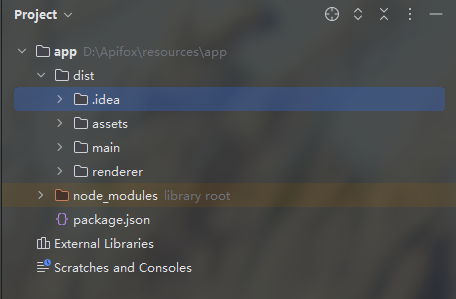 Project
app D:\Apifox\resources\app
dist
.idea
assets
main
renderer
node_modules library root
package.json
External Libraries
Scratches and Consoles